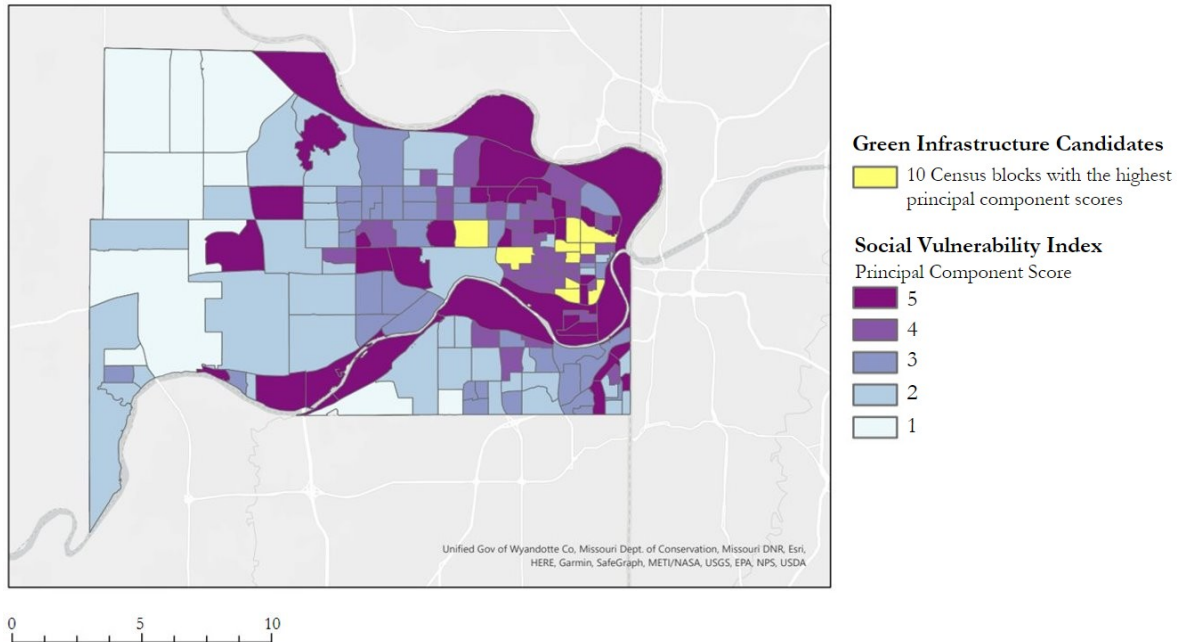 Green Infrastructure Candidates
10 Census blocks with the highest
principal component scores
Social Vulnerability Index
Principal Component Score
5
4
3
2
1
Unified Gov of Wyandotte Co, Missouri Dept. of Conservation, Missouri DNR, Esri,
HERE, Garmin, SafeGraph, METI/NASA, USGS, EPA, NPS, USDA
0 5 10